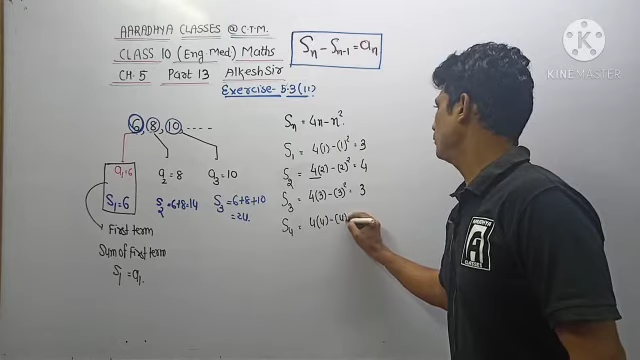 AARADHYA CLASSES @ C.T.M.
CLASS 10 (Eng. Med) Maths
CH. 5 Part 13 Alkesh Sir
Exercise - 5.3 (11)
Sn - Sn-1 = an
KINEMASTER
6, 8, 10 ----
a1=6
S1=6
a2 = 8
a3 = 10
S2 = 6+8=14
S3 = 6+8+10
= 24.
First term
Sum of First term
S1 = a1.
Sn = 4n - n².
S1 = 4(1) - (1)² = 3
S2 = 4(2) - (2)² = 4
S3 = 4(3) - (3)² = 3
S4 = 4(4) - (4)
CLASSES